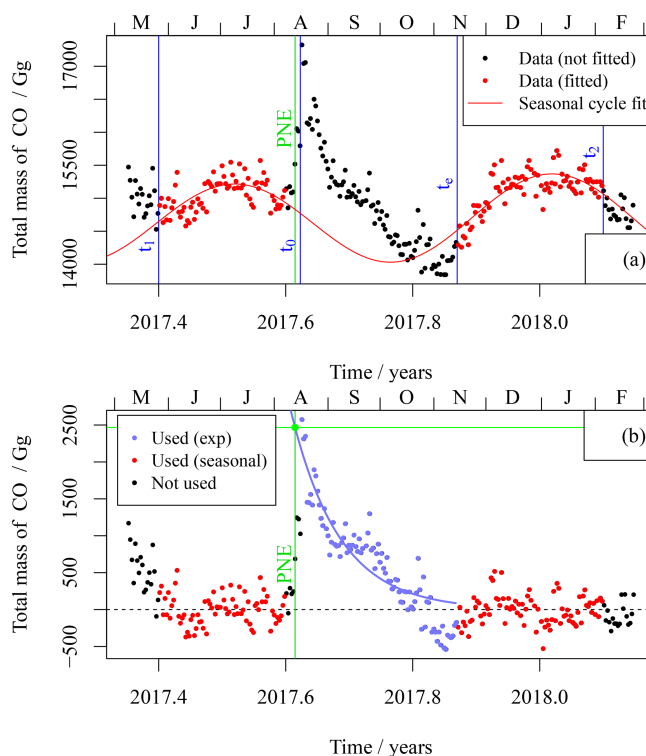 M J J A S O N D J F
17000
15500
14000
Total mass of CO / Gg
Data (not fitted)
Data (fitted)
Seasonal cycle fit
PNE
t1
t0
te
t2
(a)
2017.4 2017.6 2017.8 2018.0
Time / years
M J J A S O N D J F
2500
1500
500
−500
Total mass of CO / Gg
Used (exp)
Used (seasonal)
Not used
PNE
(b)
2017.4 2017.6 2017.8 2018.0
Time / years